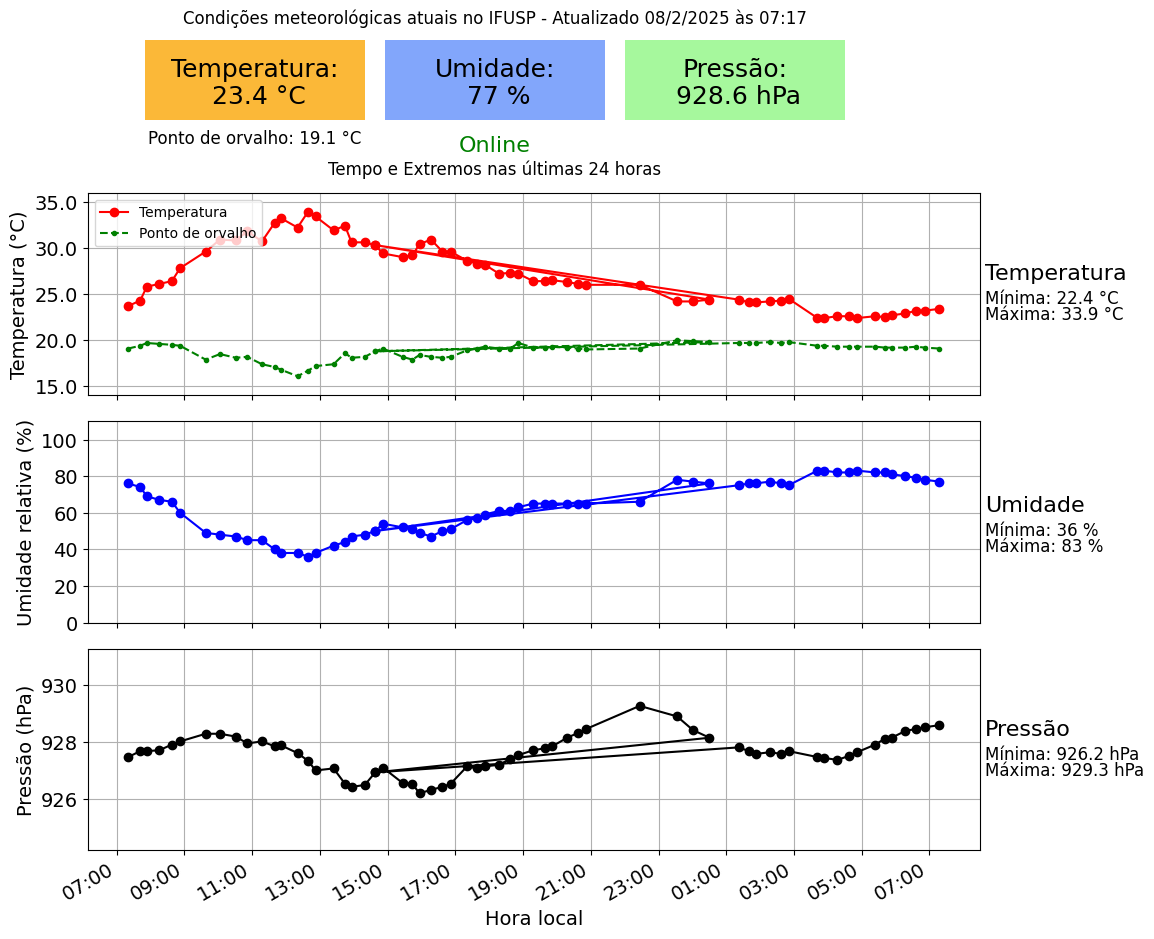 Condições meteorológicas atuais no IFUSP - Atualizado 08/2/2025 às 07:17
Temperatura:
23.4 °C
Umidade:
77 %
Pressão:
928.6 hPa
Ponto de orvalho: 19.1 °C
Online
Tempo e Extremos nas últimas 24 horas
Temperatura (°C)
35.0
30.0
25.0
20.0
15.0
Temperatura
Ponto de orvalho
Temperatura
Mínima: 22.4 °C
Máxima: 33.9 °C
Umidade relativa (%)
100
80
60
40
20
0
Umidade
Mínima: 36 %
Máxima: 83 %
Pressão (hPa)
930
928
926
Pressão
Mínima: 926.2 hPa
Máxima: 929.3 hPa
07:00 09:00 11:00 13:00 15:00 17:00 19:00 21:00 23:00 01:00 03:00 05:00 07:00
Hora local